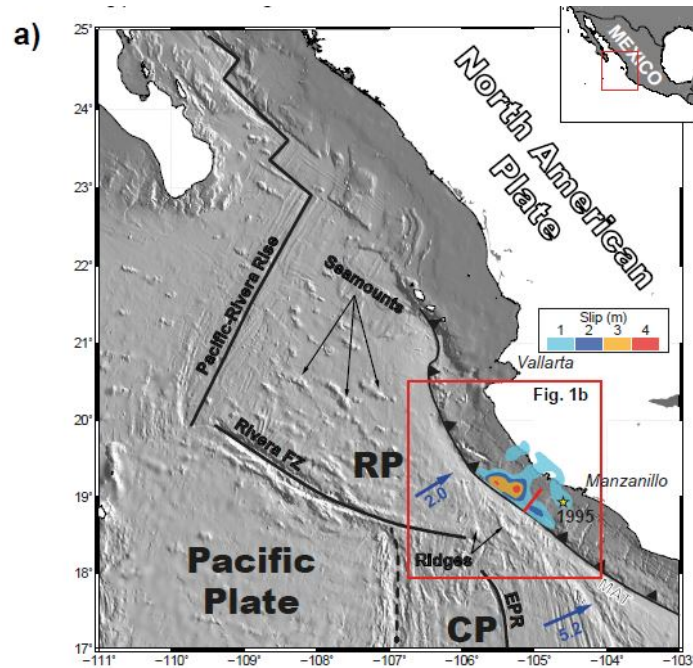 a)
25°
24°
23°
22°
21°
20°
19°
18°
17°
−111°
−110°
−109°
−108°
−107°
−106°
−105°
−104°
−103°
MEXICO
North American
Plate
Pacific-Rivera Rise
Seamounts
Slip (m)
1 2 3 4
Vallarta
Fig. 1b
Rivera FZ
RP
2.0
Manzanillo
1995
Ridges
MAT
Pacific
Plate
EPR
CP
5.2